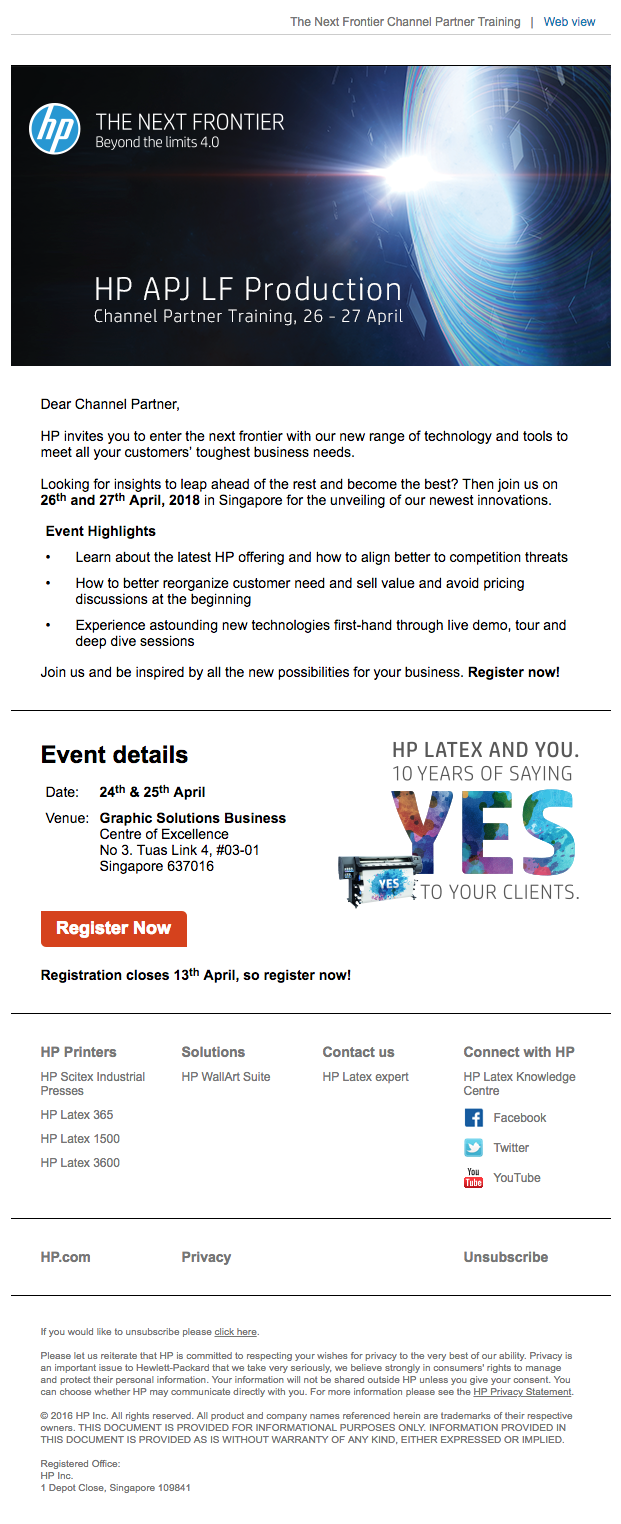 The Next Frontier Channel Partner Training | Web view
hp
THE NEXT FRONTIER
Beyond the limits 4.0
HP APJ LF Production
Channel Partner Training, 26 - 27 April
Dear Channel Partner,
HP invites you to enter the next frontier with our new range of technology and tools to
meet all your customers' toughest business needs.
Looking for insights to leap ahead of the rest and become the best? Then join us on
26th and 27th April, 2018 in Singapore for the unveiling of our newest innovations.
Event Highlights
• Learn about the latest HP offering and how to align better to competition threats
• How to better reorganize customer need and sell value and avoid pricing
discussions at the beginning
• Experience astounding new technologies first-hand through live demo, tour and
deep dive sessions
Join us and be inspired by all the new possibilities for your business. Register now!
Event details
Date: 24th & 25th April
Venue: Graphic Solutions Business
Centre of Excellence
No 3. Tuas Link 4, #03-01
Singapore 637016
HP LATEX AND YOU.
10 YEARS OF SAYING
YES
YES
TO YOUR CLIENTS.
Register Now
Registration closes 13th April, so register now!
HP Printers
HP Scitex Industrial
Presses
HP Latex 365
HP Latex 1500
HP Latex 3600
Solutions
HP WallArt Suite
Contact us
HP Latex expert
Connect with HP
HP Latex Knowledge
Centre
Facebook
Twitter
You
Tube
YouTube
HP.com
Privacy
Unsubscribe
If you would like to unsubscribe please click here.
Please let us reiterate that HP is committed to respecting your wishes for privacy to the very best of our ability. Privacy is
an important issue to Hewlett-Packard that we take very seriously, we believe strongly in consumers' rights to manage
and protect their personal information. Your information will not be shared outside HP unless you give your consent. You
can choose whether HP may communicate directly with you. For more information please see the HP Privacy Statement.
© 2016 HP Inc. All rights reserved. All product and company names referenced herein are trademarks of their respective
owners. THIS DOCUMENT IS PROVIDED FOR INFORMATIONAL PURPOSES ONLY. INFORMATION PROVIDED IN
THIS DOCUMENT IS PROVIDED AS IS WITHOUT WARRANTY OF ANY KIND, EITHER EXPRESSED OR IMPLIED.
Registered Office:
HP Inc.
1 Depot Close, Singapore 109841